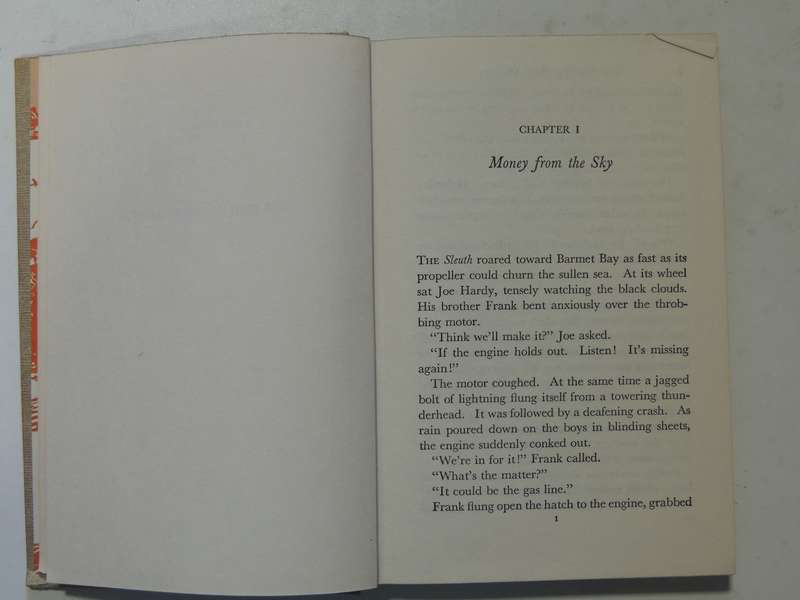 CHAPTER I
Money from the Sky
THE Sleuth roared toward Barmet Bay as fast as its
propeller could churn the sullen sea. At its wheel
sat Joe Hardy, tensely watching the black clouds.
His brother Frank bent anxiously over the throb-
bing motor.
"Think we'll make it?" Joe asked.
"If the engine holds out. Listen! It's missing
again!"
The motor coughed. At the same time a jagged
bolt of lightning flung itself from a towering thun-
derhead. It was followed by a deafening crash. As
rain poured down on the boys in blinding sheets,
the engine suddenly conked out.
"We're in for it!" Frank called.
"What's the matter?"
"It could be the gas line."
Frank flung open the hatch to the engine, grabbed
1